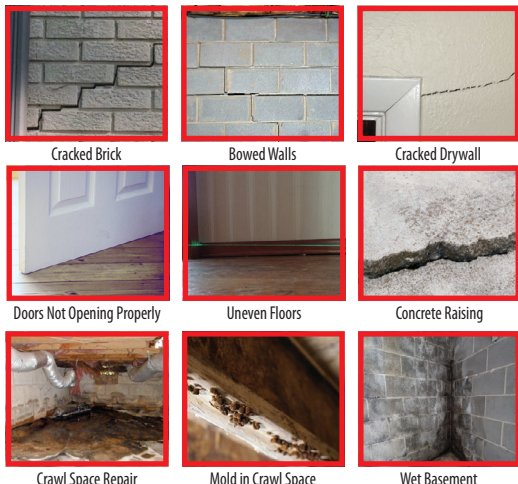 Cracked Brick
Bowed Walls
Cracked Drywall
Doors Not Opening Properly
Uneven Floors
Concrete Raising
Crawl Space Repair
Mold in Crawl Space
Wet Basement